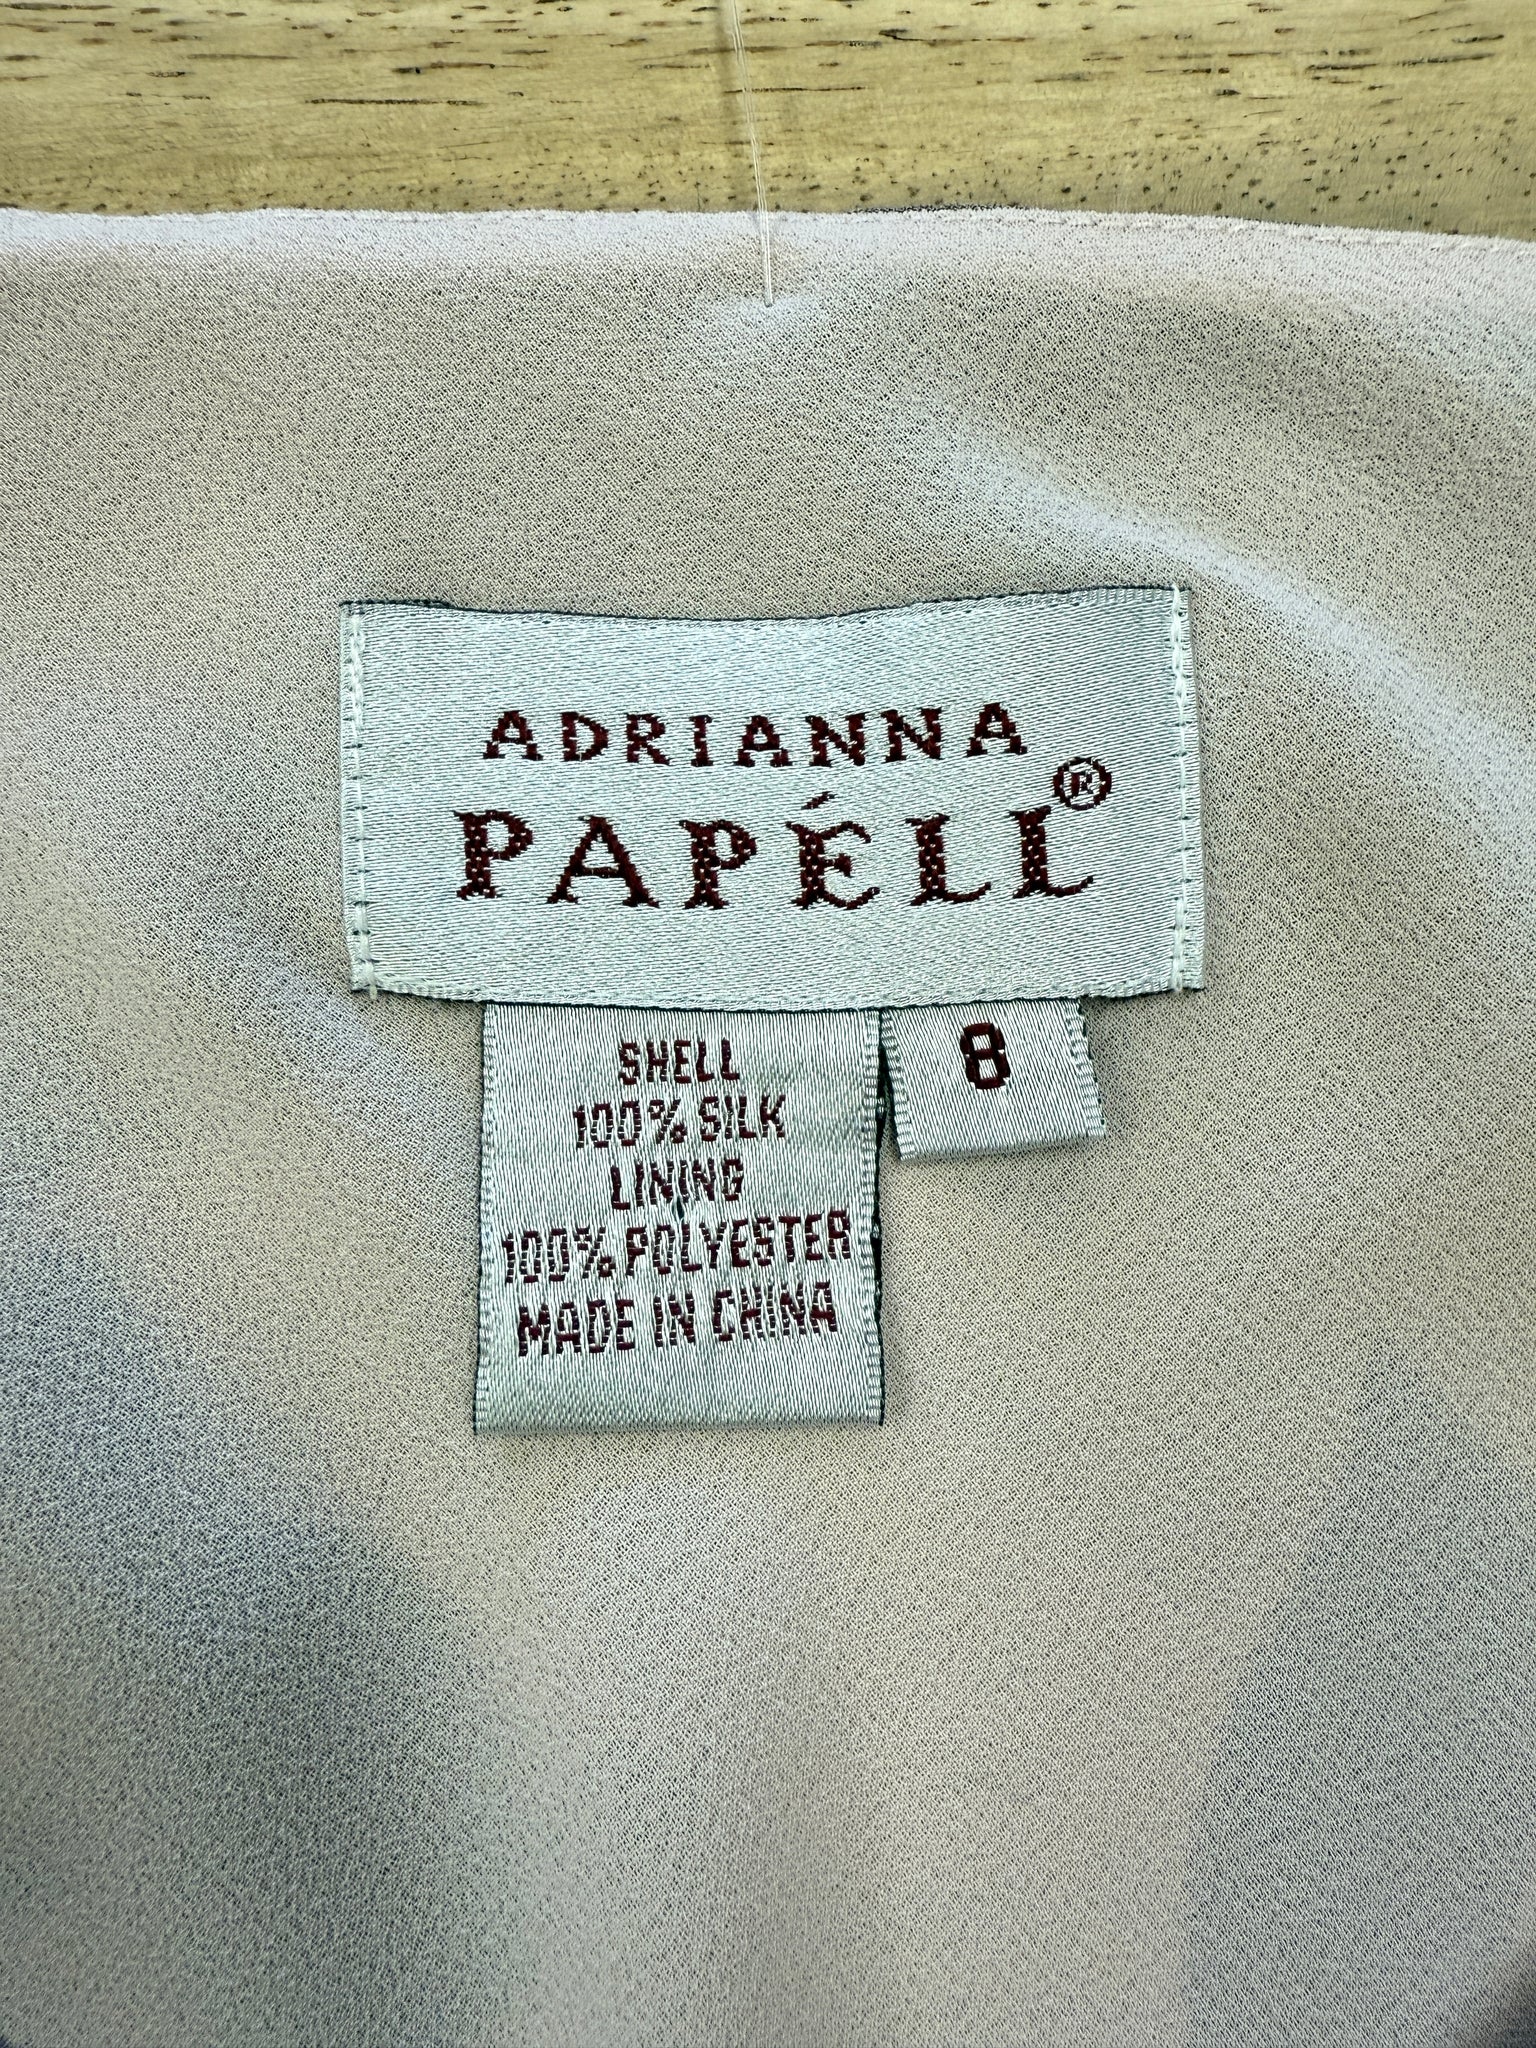 ADRIANNA
PAPÉLL®
SHELL
100% SILK
LINING
100% POLYESTER
MADE IN CHINA
8